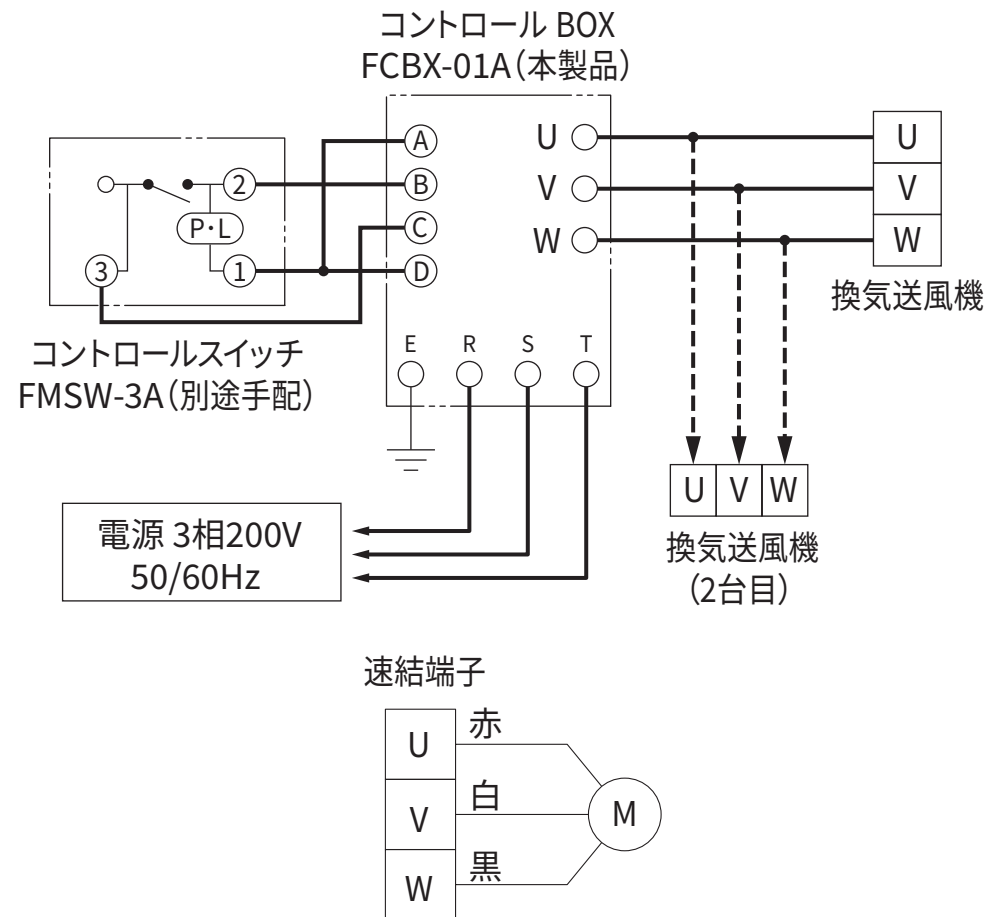 コントロール BOX
FCBX-01A（本製品）
A
B
C
D
U
V
W
U
V
W
換気送風機
2
P・L
3
1
コントロールスイッチ
FMSW-3A（別途手配）
E R S T
電源 3相200V
50/60Hz
U V W
換気送風機
（2台目）
速結端子
U 赤
V 白
W 黒
M